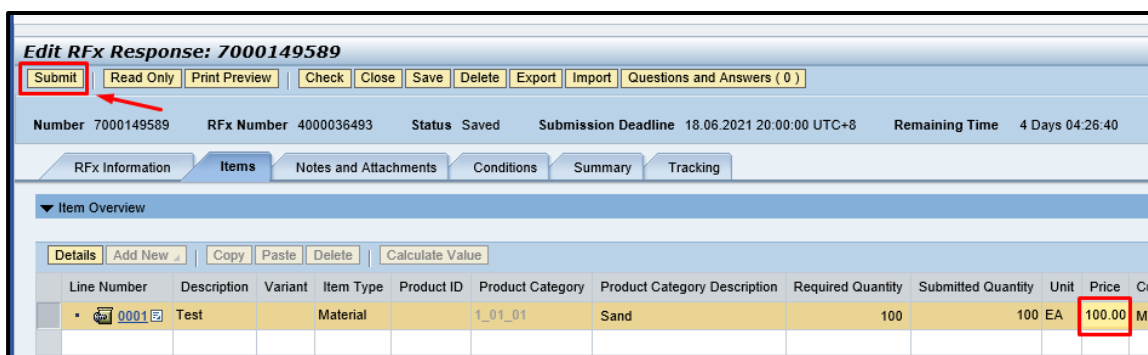 Edit RFx Response: 7000149589
Submit Read Only Print Preview Check Close Save Delete Export Import Questions and Answers ( 0 )
Number 7000149589 RFx Number 4000036493 Status Saved Submission Deadline 18.06.2021 20:00:00 UTC+8 Remaining Time 4 Days 04:26:40
RFx Information Items Notes and Attachments Conditions Summary Tracking
Item Overview
Details Add New Copy Paste Delete Calculate Value
Line Number Description Variant Item Type Product ID Product Category Product Category Description Required Quantity Submitted Quantity Unit Price
0001 Test Material 1_01_01 Sand 100 100 EA 100.00